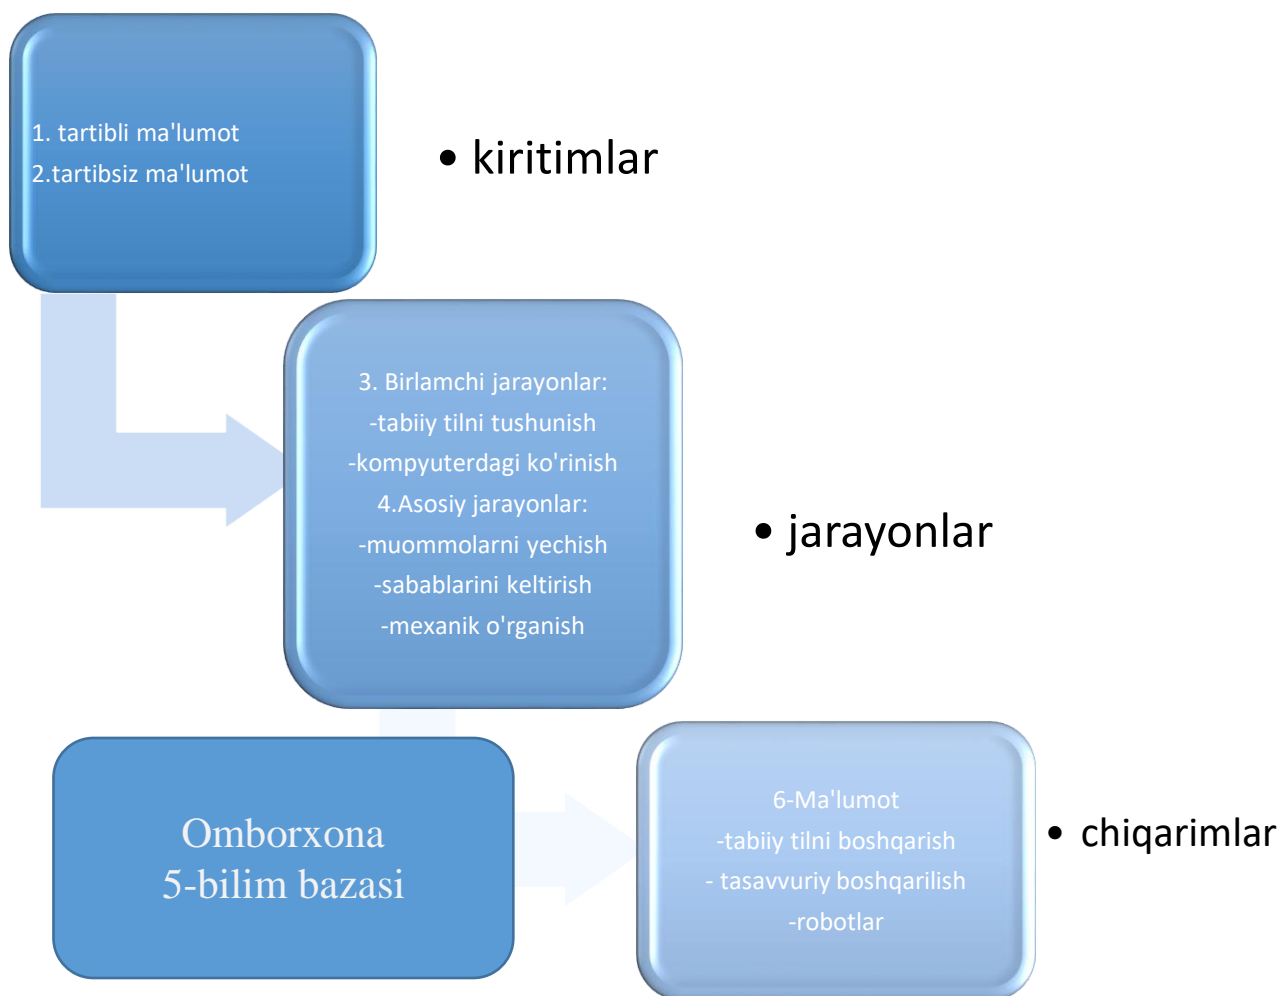 1. tartibli ma'lumot
2.tartibsiz ma'lumot
• kiritimlar
3. Birlamchi jarayonlar:
-tabiiy tilni tushunish
-kompyuterdagi ko'rinish
4.Asosiy jarayonlar:
-muommolarni yechish
-sabablarini keltirish
-mexanik o'rganish
• jarayonlar
Omborxona
5-bilim bazasi
6-Ma'lumot
-tabiiy tilni boshqarish
- tasavvuriy boshqarilish
-robotlar
• chiqarimlar